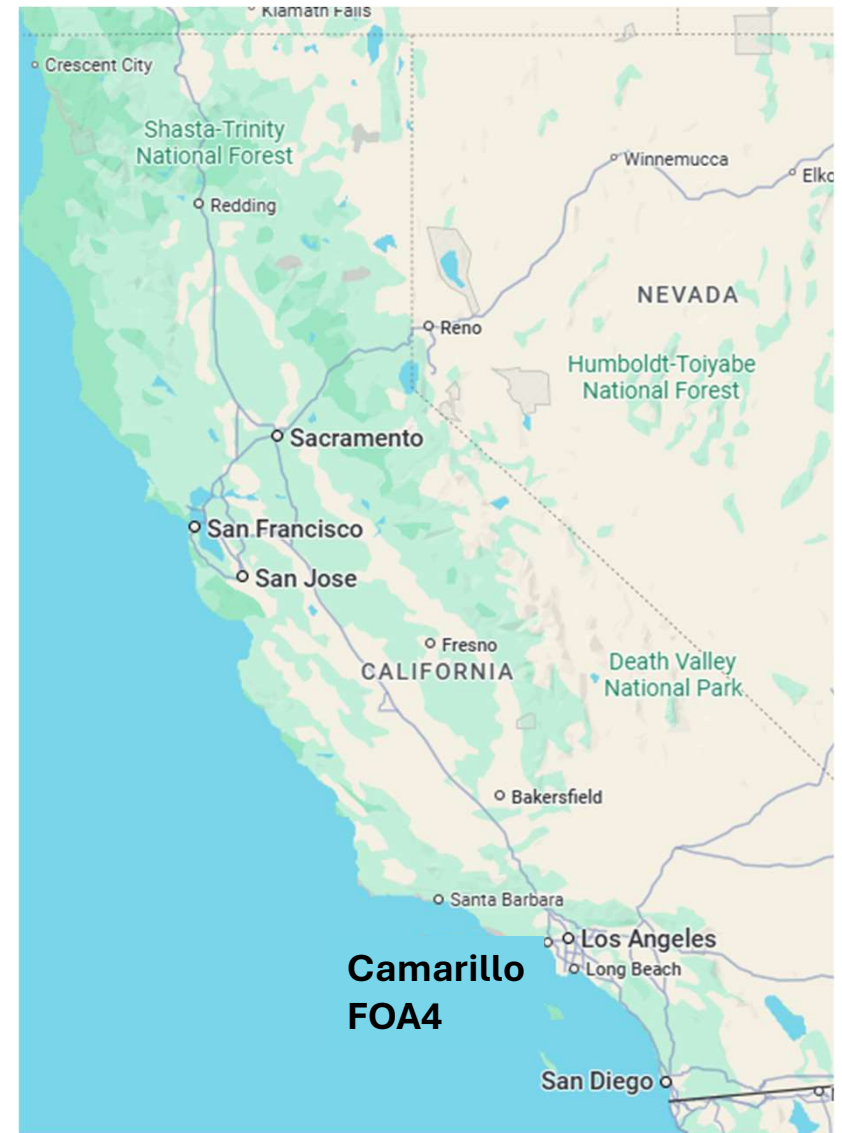 Klamath Falls
Crescent City
Shasta-Trinity
National Forest
Winnemucca
Elko
Redding
NEVADA
Reno
Humboldt-Toiyabe
National Forest
Sacramento
San Francisco
San Jose
Fresno
CALIFORNIA
Death Valley
National Park
Bakersfield
Santa Barbara
Los Angeles
Long Beach
Camarillo
FOA4
San Diego